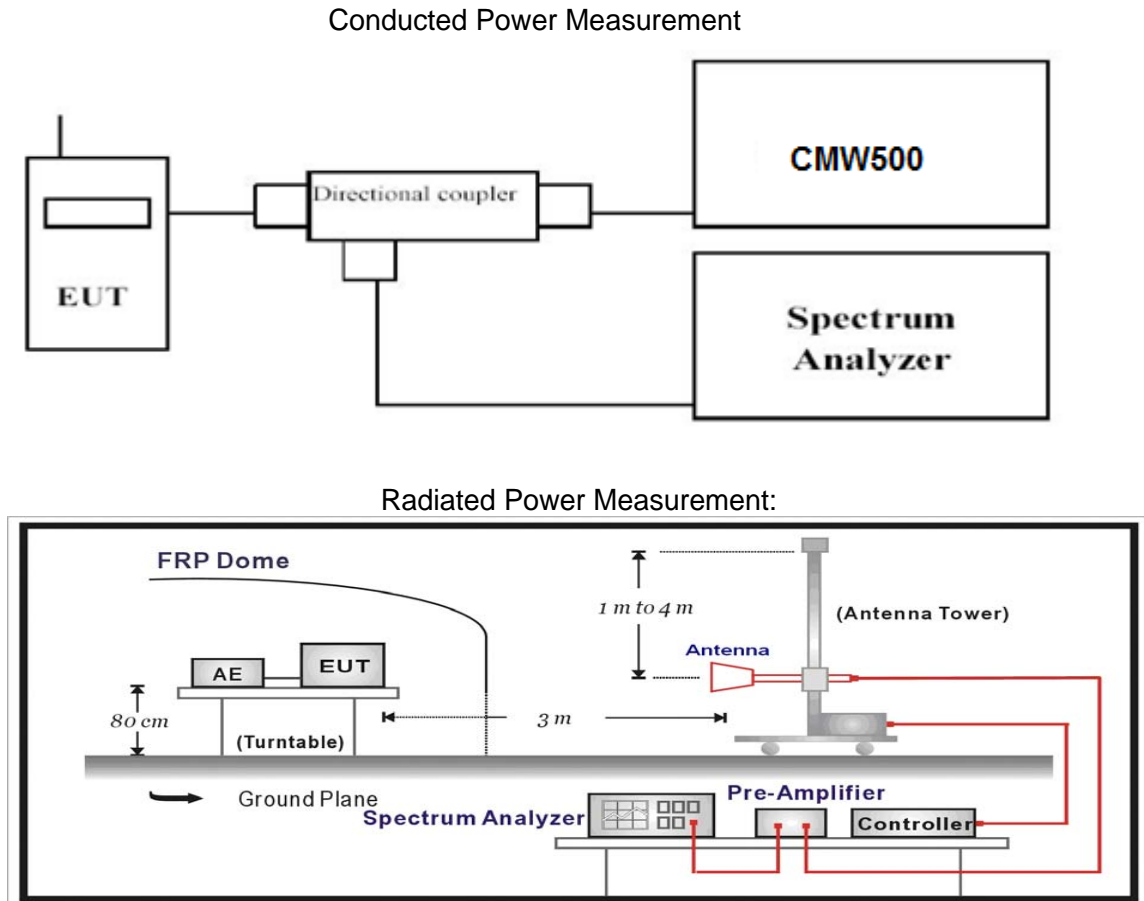 Conducted Power Measurement
CMW500
Directional coupler
EUT
Spectrum
Analyzer
Radiated Power Measurement:
FRP Dome
1 m to 4 m
(Antenna Tower)
Antenna
AE
EUT
80 cm
3 m
(Turntable)
Ground Plane
Pre-Amplifier
Spectrum Analyzer
Controller